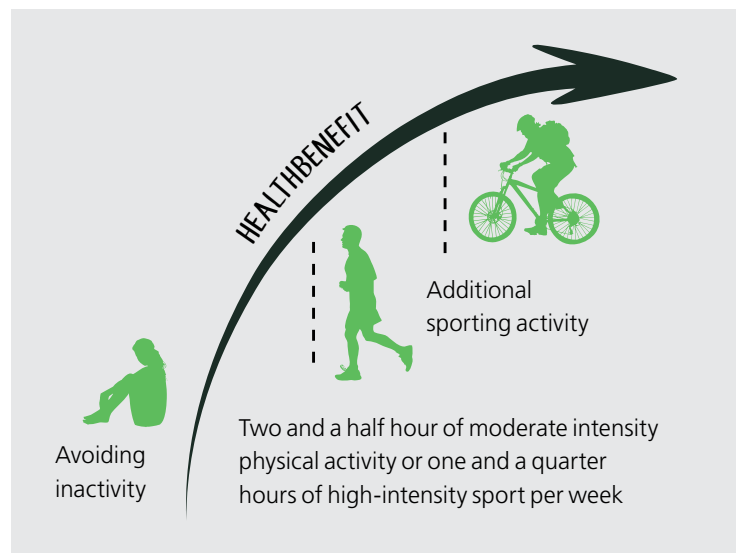 HEALTHBENEFIT
Additional
sporting activity
Avoiding
inactivity
Two and a half hour of moderate intensity
physical activity or one and a quarter
hours of high-intensity sport per week